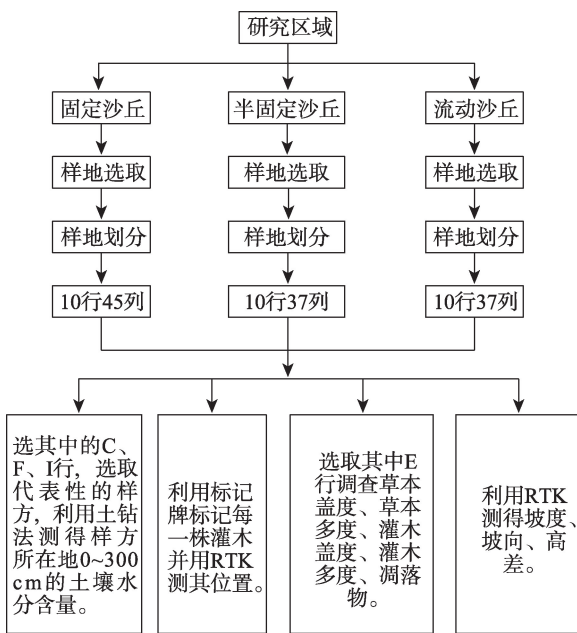 研究区域
固定沙丘
半固定沙丘
流动沙丘
样地选取
样地选取
样地选取
样地划分
样地划分
样地划分
10行45列
10行37列
10行37列
选其中的C、
F、I行，选取
代表性的样
方，利用土钻
法测得样方
所在地0~300
cm的土壤水
分含量。
利用标记
牌标记每
一株灌木
并用RTK
测其位置。
选取其中E
行调查草本
盖度、草本
多度、灌木
盖度、灌木
多度、凋落
物。
利用RTK
测得坡度、
坡向、高
差。